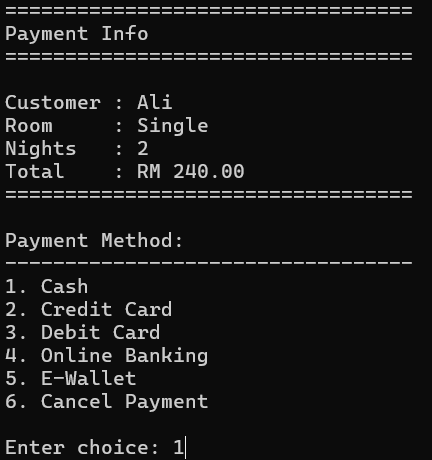 ==================================
Payment Info
==================================
Customer : Ali
Room     : Single
Nights   : 2
Total    : RM 240.00
==================================
Payment Method:
----------------------------------
1. Cash
2. Credit Card
3. Debit Card
4. Online Banking
5. E-Wallet
6. Cancel Payment
Enter choice: 1